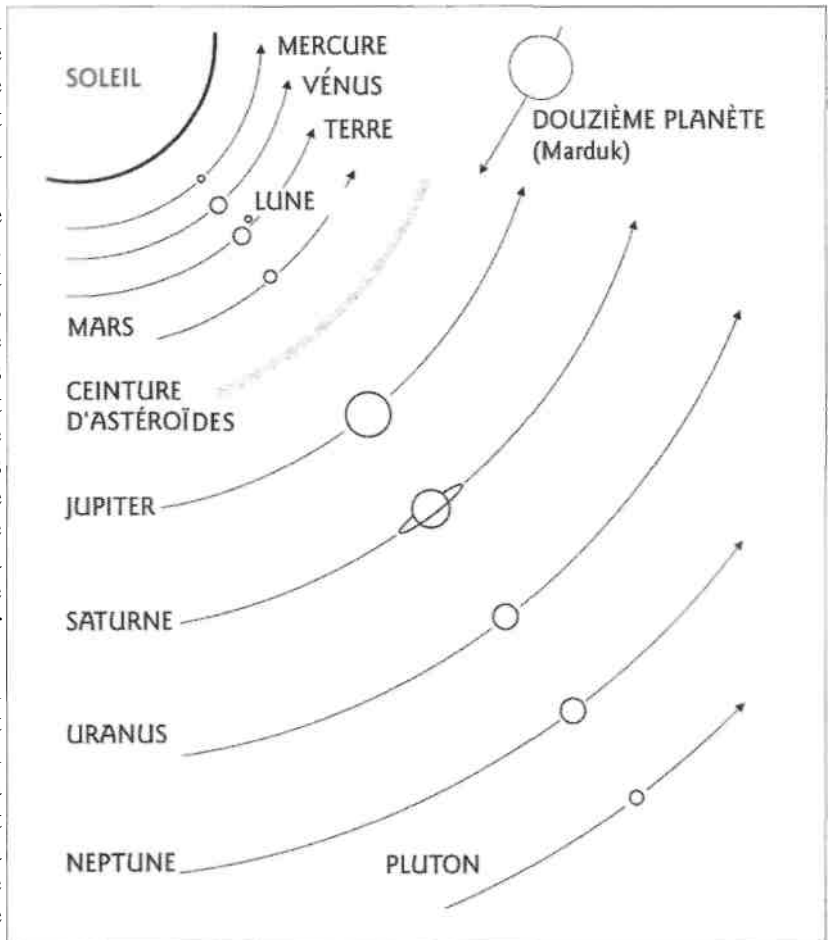 SOLEIL
MERCURE
VÉNUS
TERRE
LUNE
DOUZIÈME PLANÈTE
(Marduk)
MARS
CEINTURE
D'ASTÉROÏDES
JUPITER
SATURNE
URANUS
NEPTUNE
PLUTON